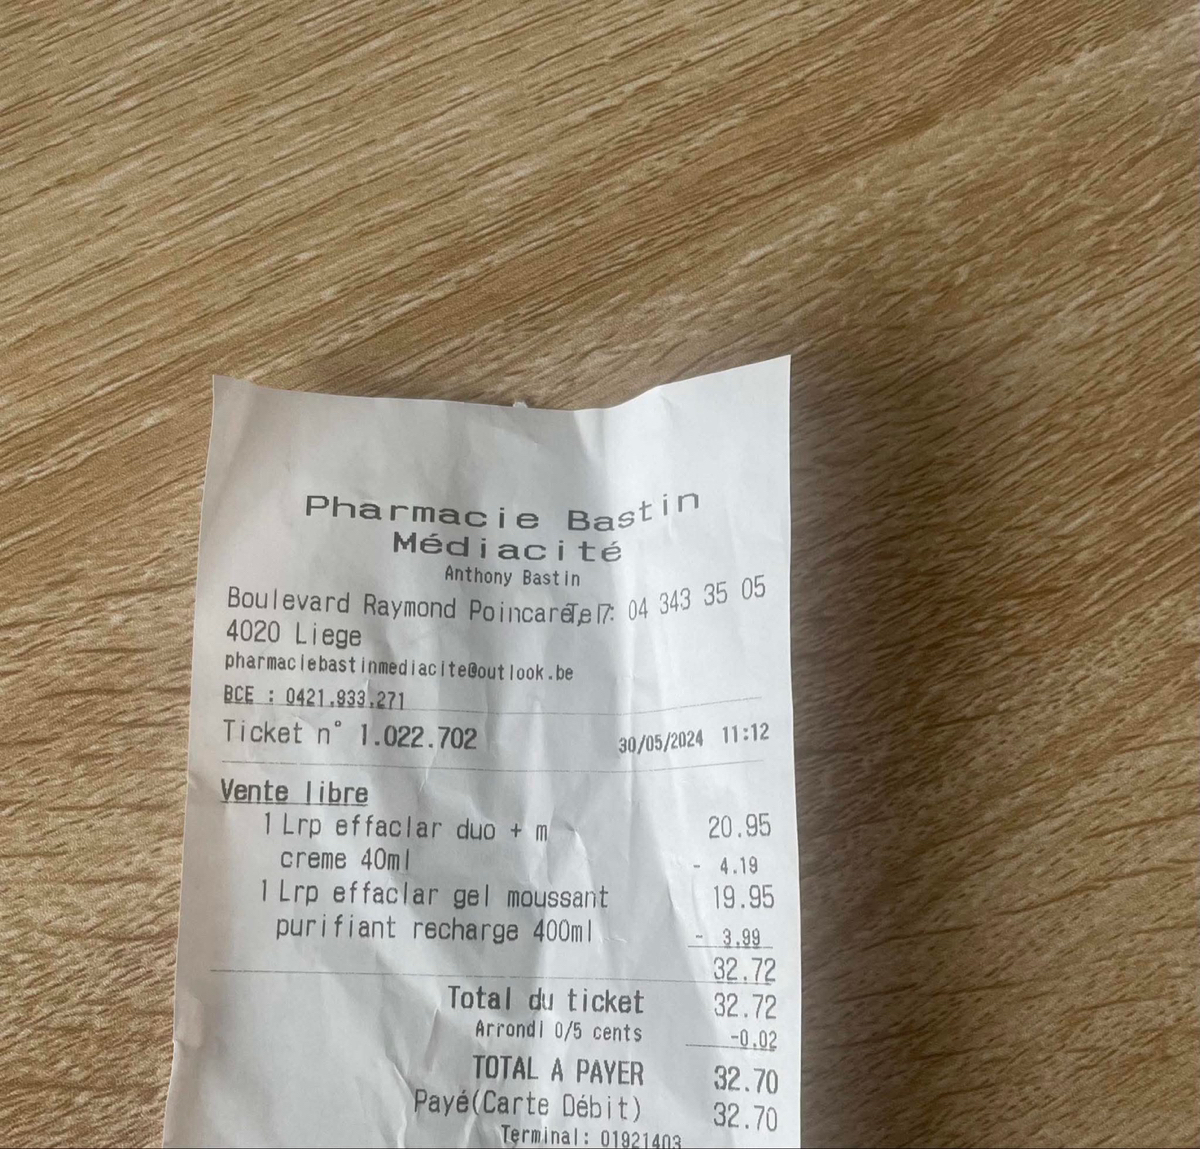 Pharmacie Bastin
Médiacité
Anthony Bastin
Boulevard Raymond Poincaré 7 Tel: 04 343 35 05
4020 Liege
pharmaciebastinmediacite@outlook.be
BCE : 0421.933.271
Ticket n° 1.022.702 30/05/2024 11:12
Vente libre
1 Lrp effaclar duo + m 20.95
creme 40ml - 4.19
1 Lrp effaclar gel moussant 19.95
purifiant recharge 400ml - 3.99
32.72
Total du ticket 32.72
Arrondi 0/5 cents -0.02
TOTAL A PAYER 32.70
Payé(Carte Débit) 32.70
Terminal: 01921403